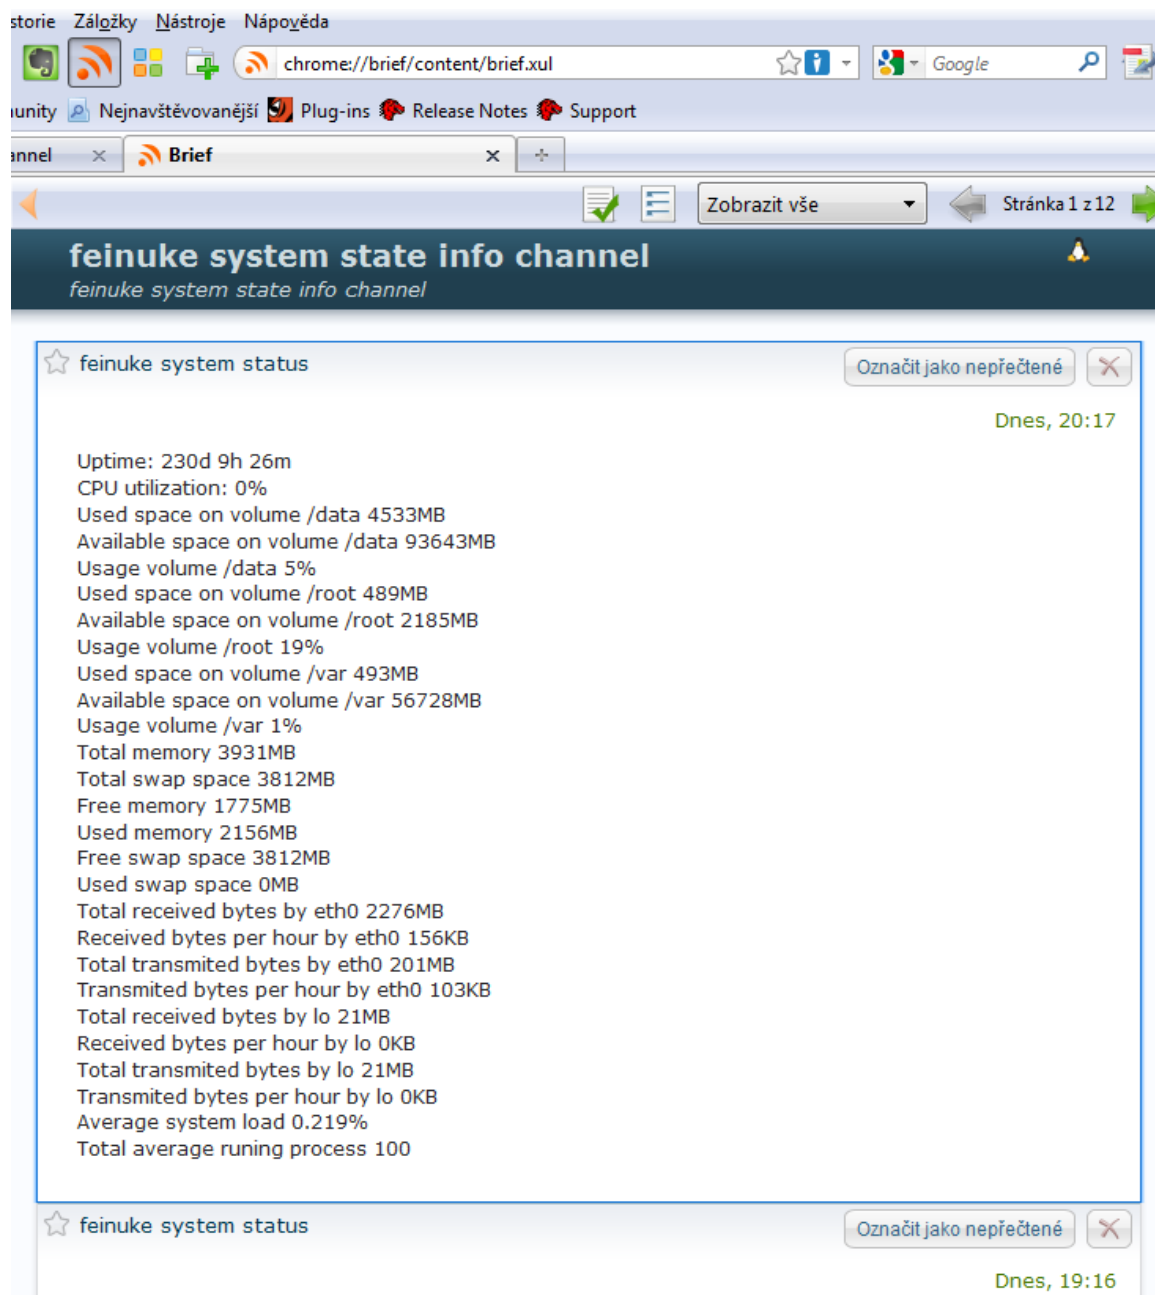 storie Záložky Nástroje Nápověda
chrome://brief/content/brief.xul Google
unity Nejnavštěvovanější Plug-ins Release Notes Support
annel Brief
Zobrazit vše Stránka 1 z 12
feinuke system state info channel
feinuke system state info channel
feinuke system status Označit jako nepřečtené
Dnes, 20:17
Uptime: 230d 9h 26m
CPU utilization: 0%
Used space on volume /data 4533MB
Available space on volume /data 93643MB
Usage volume /data 5%
Used space on volume /root 489MB
Available space on volume /root 2185MB
Usage volume /root 19%
Used space on volume /var 493MB
Available space on volume /var 56728MB
Usage volume /var 1%
Total memory 3931MB
Total swap space 3812MB
Free memory 1775MB
Used memory 2156MB
Free swap space 3812MB
Used swap space 0MB
Total received bytes by eth0 2276MB
Received bytes per hour by eth0 156KB
Total transmited bytes by eth0 201MB
Transmited bytes per hour by eth0 103KB
Total received bytes by lo 21MB
Received bytes per hour by lo 0KB
Total transmited bytes by lo 21MB
Transmited bytes per hour by lo 0KB
Average system load 0.219%
Total average runing process 100
feinuke system status Označit jako nepřečtené
Dnes, 19:16